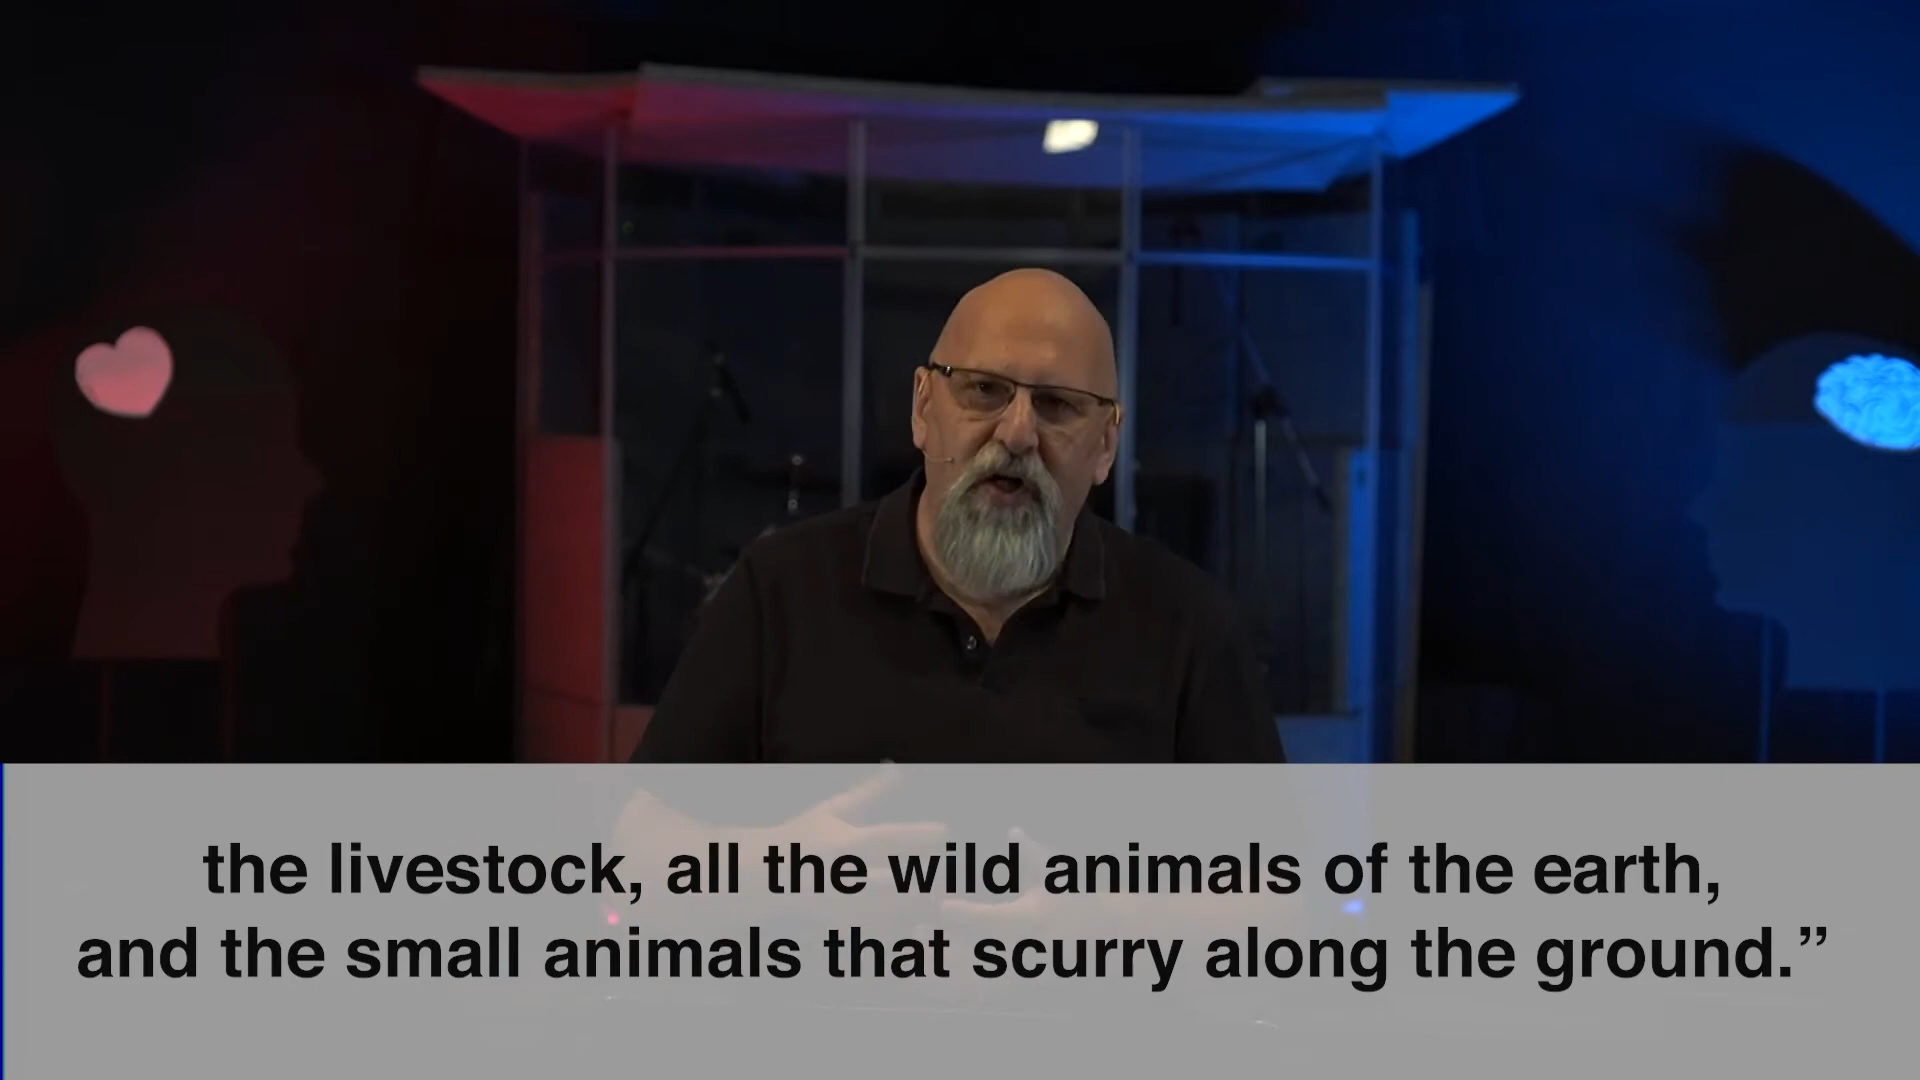 the livestock, all the wild animals of the earth,
and the small animals that scurry along the ground.”